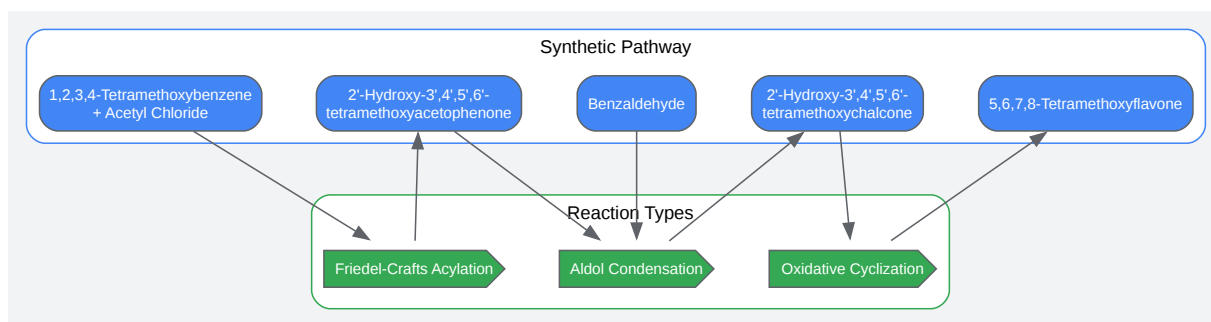 Synthetic Pathway
1,2,3,4-Tetramethoxybenzene
+ Acetyl Chloride
2'-Hydroxy-3',4',5',6'-
tetramethoxyacetophenone
Benzaldehyde
2'-Hydroxy-3',4',5',6'-
tetramethoxychalcone
5,6,7,8-Tetramethoxyflavone
Reaction Types
Friedel-Crafts Acylation
Aldol Condensation
Oxidative Cyclization